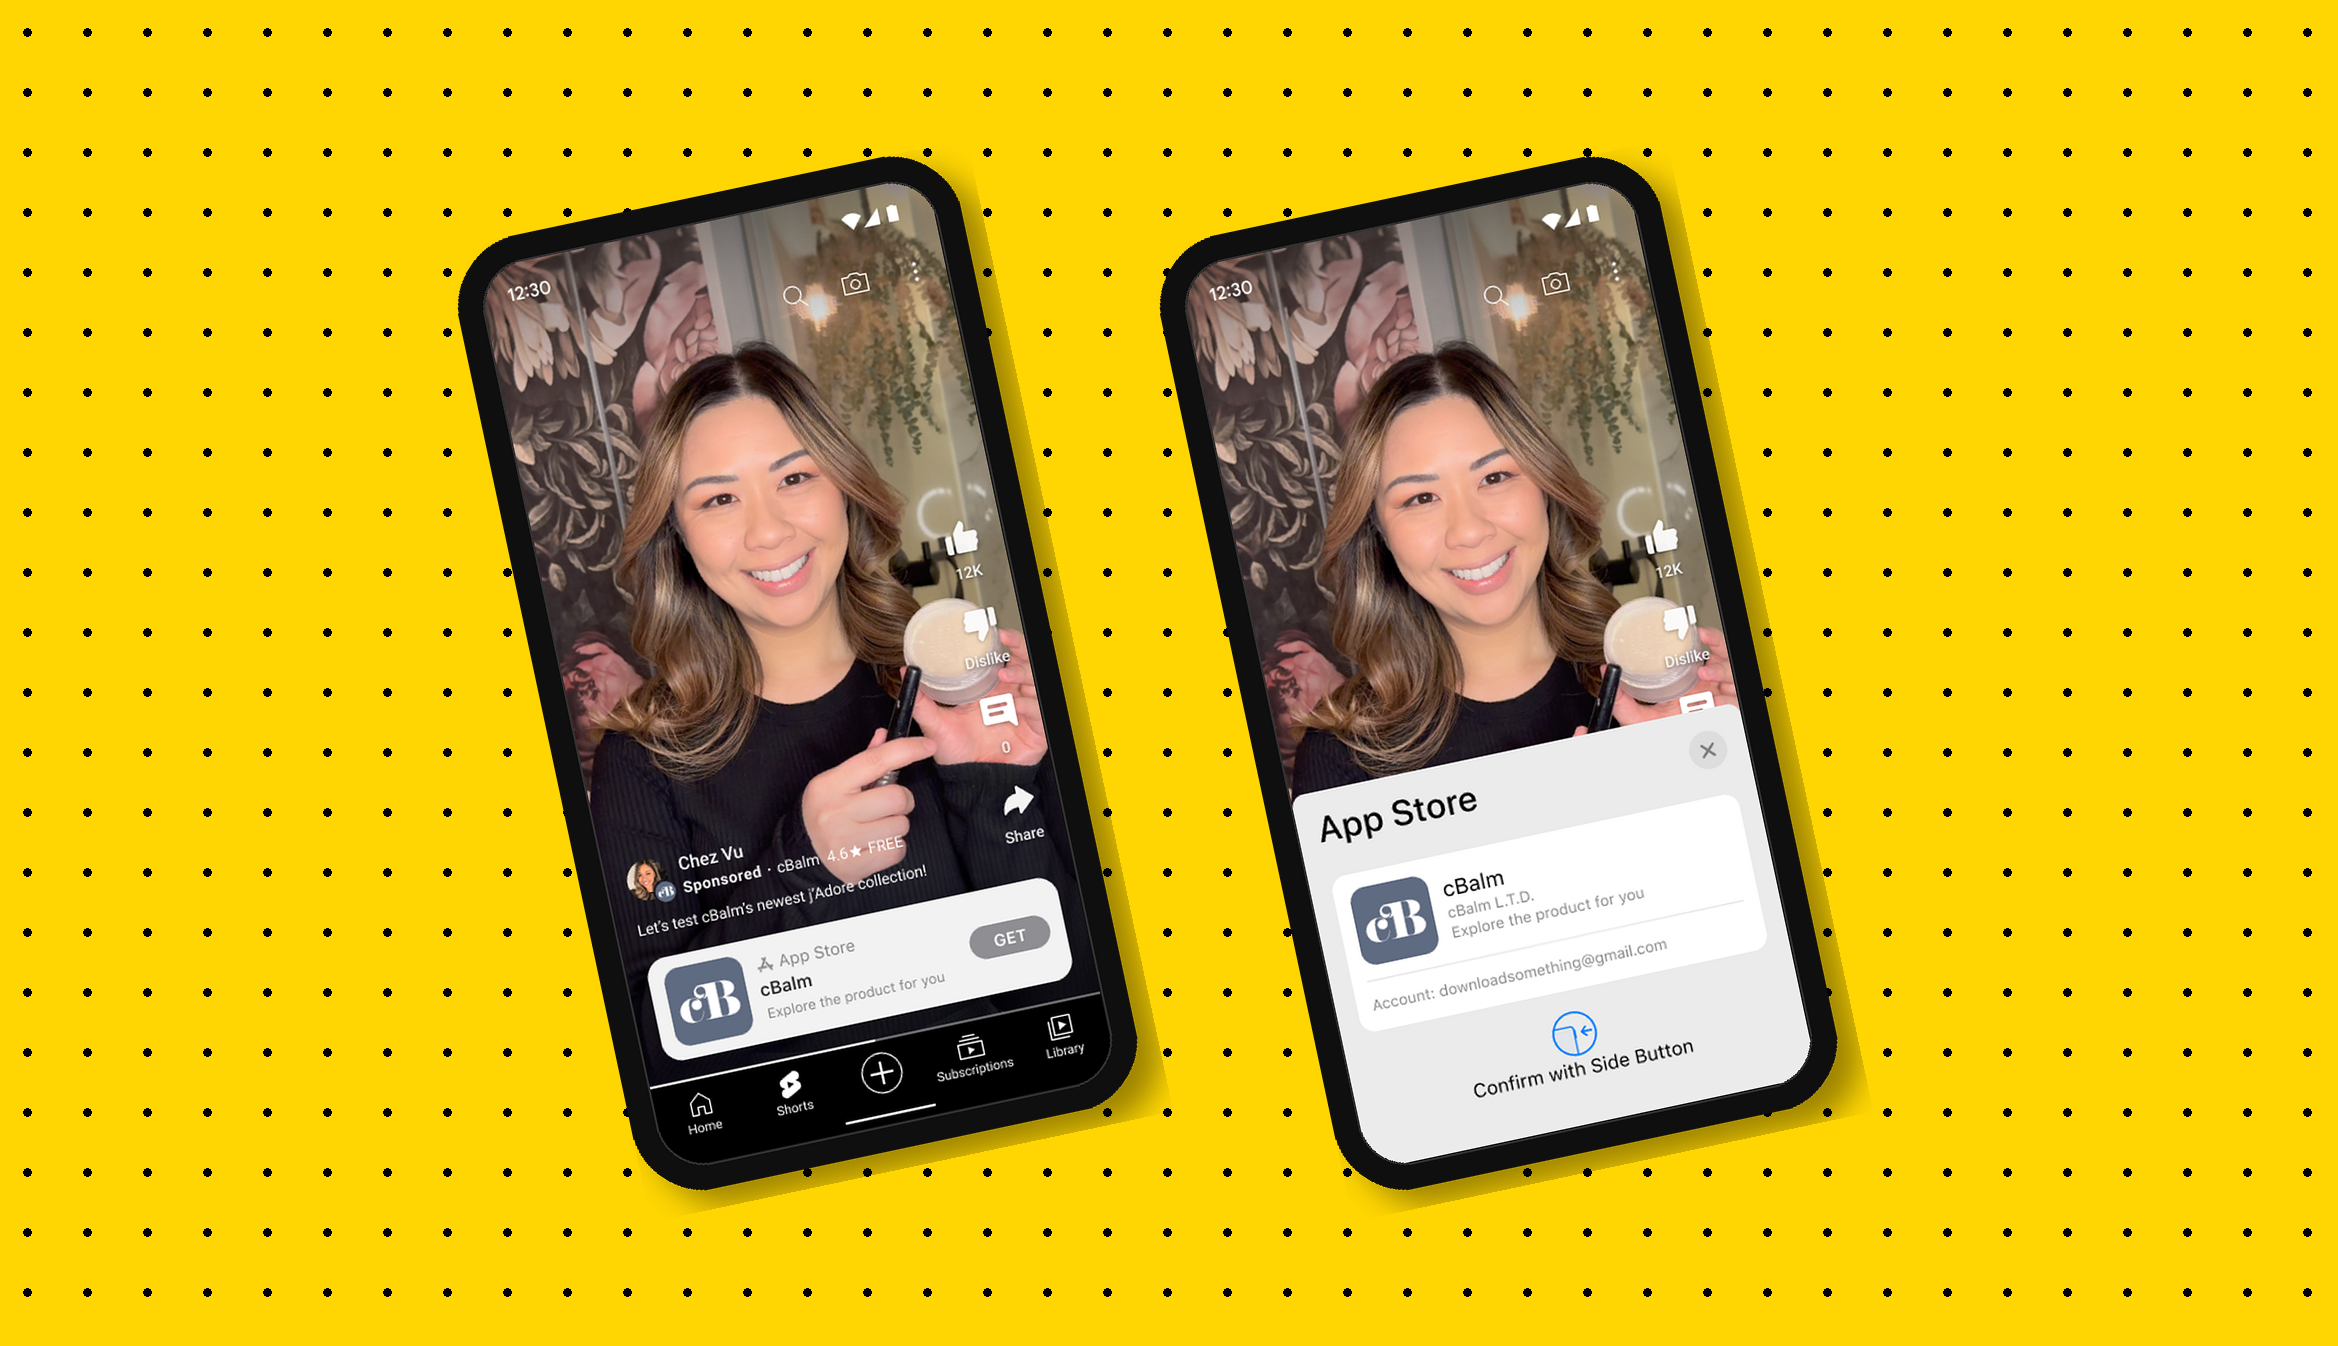 12:30
12K
Dislike
0
Share
Chez Vu
Sponsored · cBalm 4.6★ FREE
Let's test cBalm's newest j'Adore collection!
cB
App Store
cBalm
Explore the product for you
GET
Home
Shorts
Subscriptions
Library
12:30
12K
Dislike
App Store
cB
cBalm
cBalm L.T.D.
Explore the product for you
Account: downloadsomething@gmail.com
Confirm with Side Button